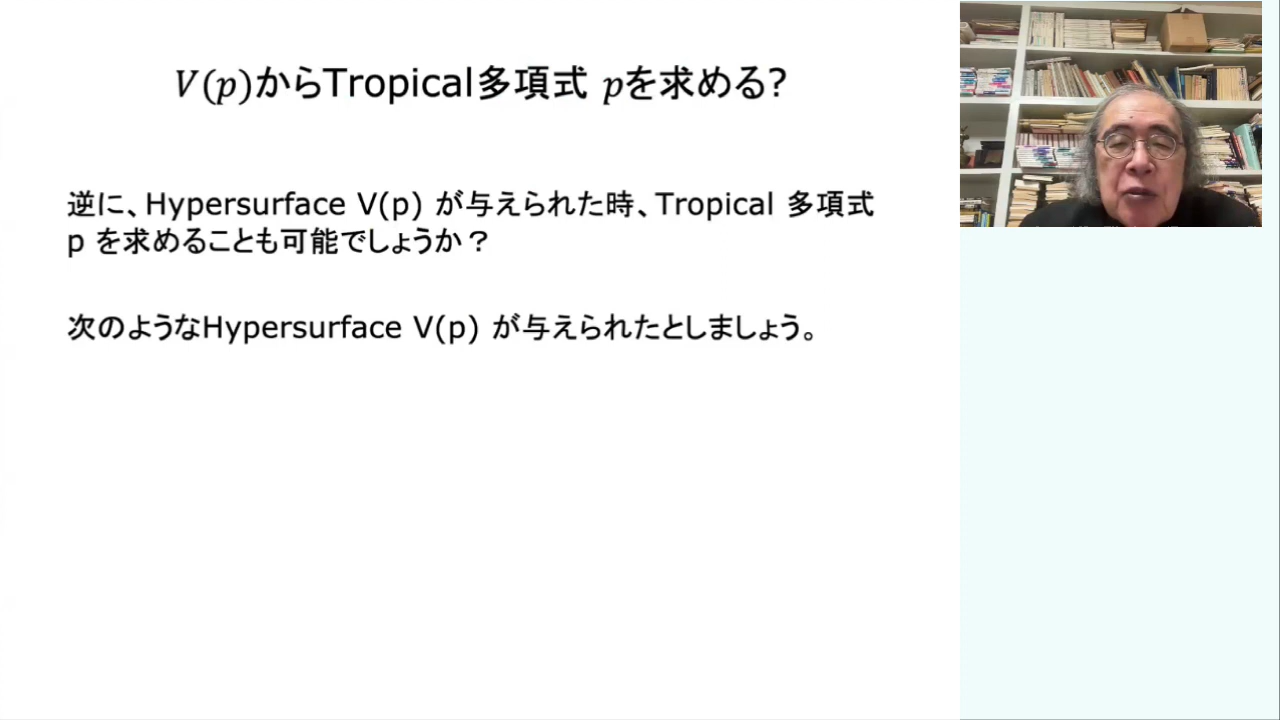 V(p)からTropical多項式 pを求める?
逆に、Hypersurface V(p) が与えられた時、Tropical 多項式
p を求めることも可能でしょうか？
次のようなHypersurface V(p) が与えられたとしましょう。